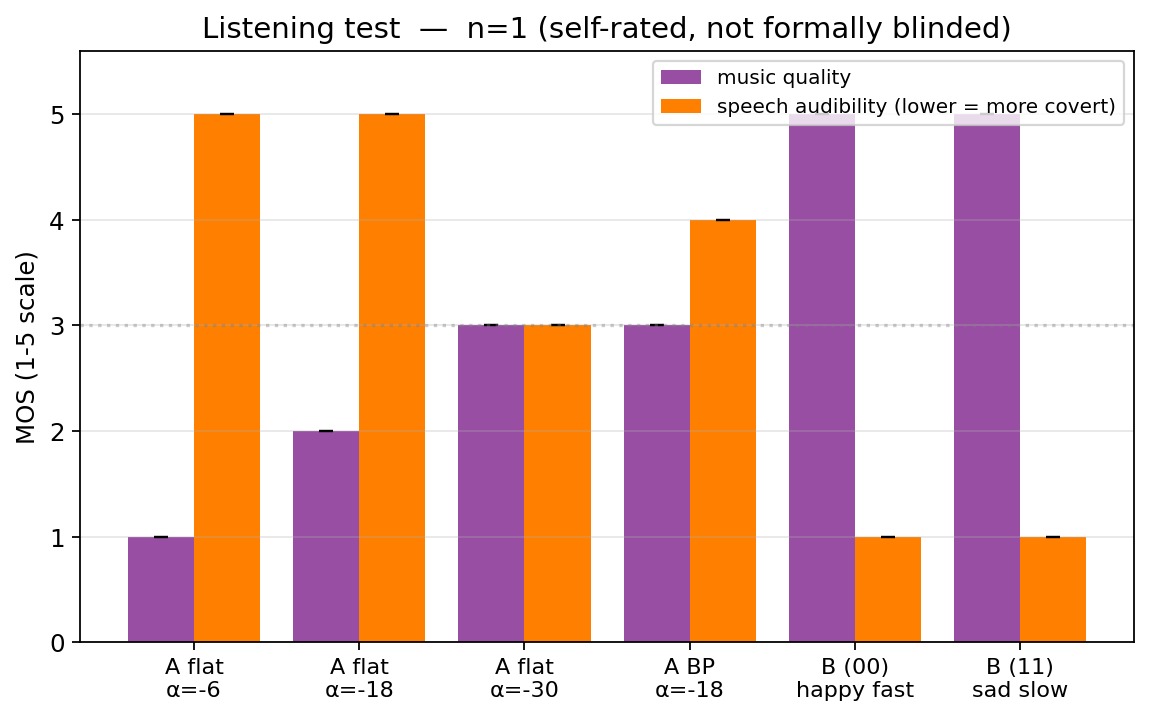 Listening test — n=1 (self-rated, not formally blinded)
music quality
speech audibility (lower = more covert)
MOS (1-5 scale)
5
4
3
2
1
0
A flat
α=-6
A flat
α=-18
A flat
α=-30
A BP
α=-18
B (00)
happy fast
B (11)
sad slow